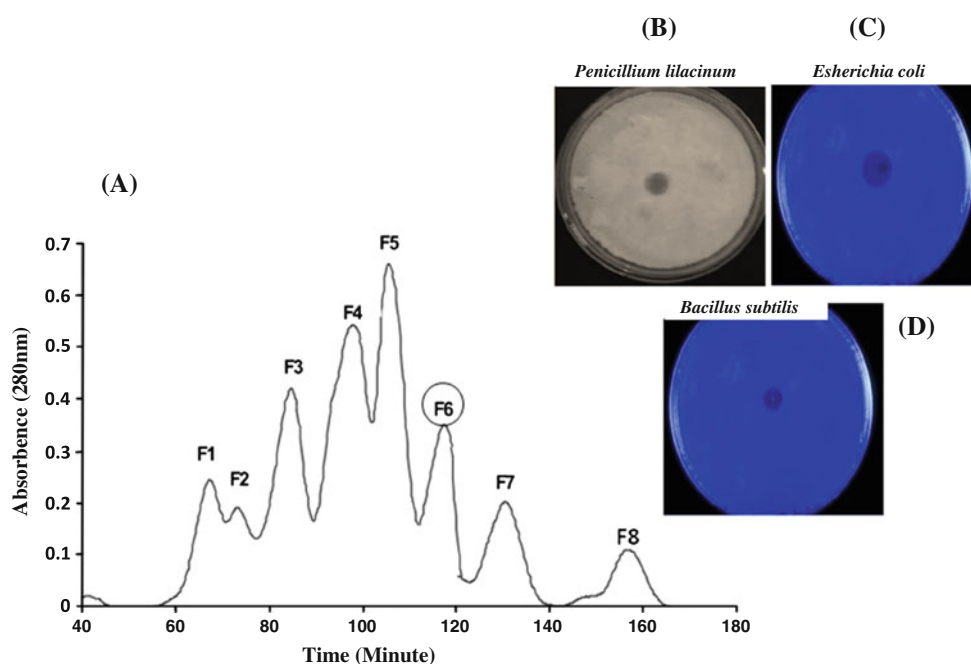 (B)
(C)
Penicillium lilacinum
Esherichia coli
(A)
Bacillus subtilis
(D)
0.7
0.6
0.5
0.4
0.3
0.2
0.1
0
Absorbence (280nm)
F1
F2
F3
F4
F5
F6
F7
F8
40
60
80
100
120
140
160
180
Time (Minute)